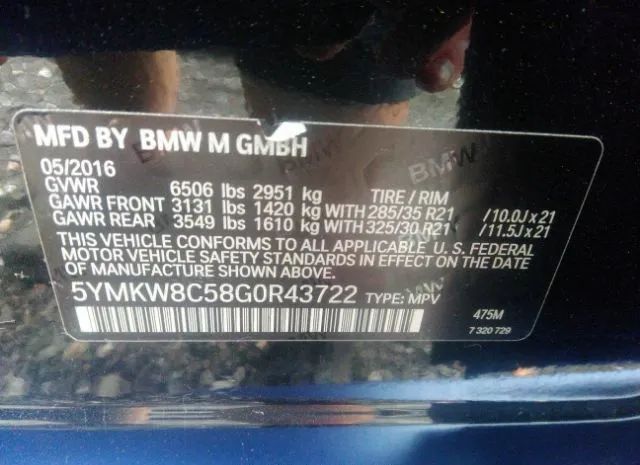 MFD BY BMW M GMBH
05/2016
GVWR 6506 lbs 2951 kg TIRE / RIM
GAWR FRONT 3131 lbs 1420 kg WITH 285/35 R21 /10.0J x 21
GAWR REAR 3549 lbs 1610 kg WITH 325/30 R21 /11.5J x 21
THIS VEHICLE CONFORMS TO ALL APPLICABLE U. S. FEDERAL
MOTOR VEHICLE SAFETY STANDARDS IN EFFECT ON THE
DATE OF MANUFACTURE SHOWN ABOVE.
5YMKW8C58G0R43722 TYPE: MPV
475M
7 320 729
BMW